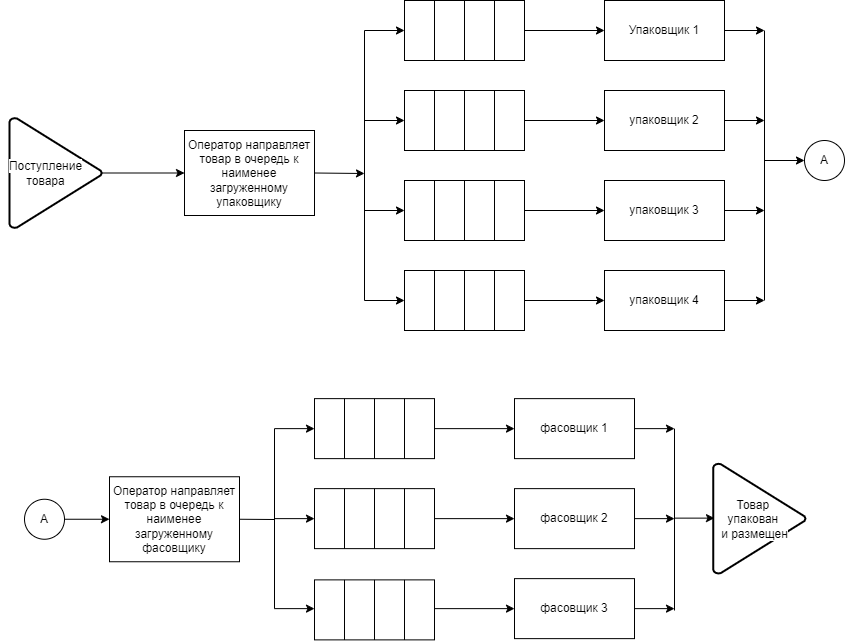 Упаковщик 1
упаковщик 2
Поступление
товара
Оператор направляет
товар в очередь к
наименее
загруженному
упаковщику
А
упаковщик 3
упаковщик 4
фасовщик 1
А
Оператор направляет
товар в очередь к
наименее
загруженному
фасовщику
фасовщик 2
Товар
упакован
и размещен
фасовщик 3